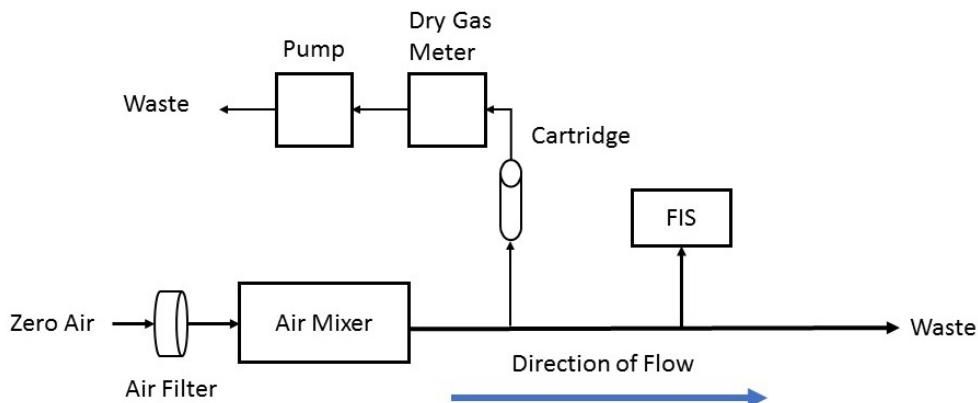 Dry Gas
Meter
Pump
Waste
Cartridge
FIS
Zero Air
Air Mixer
Waste
Direction of Flow
Air Filter